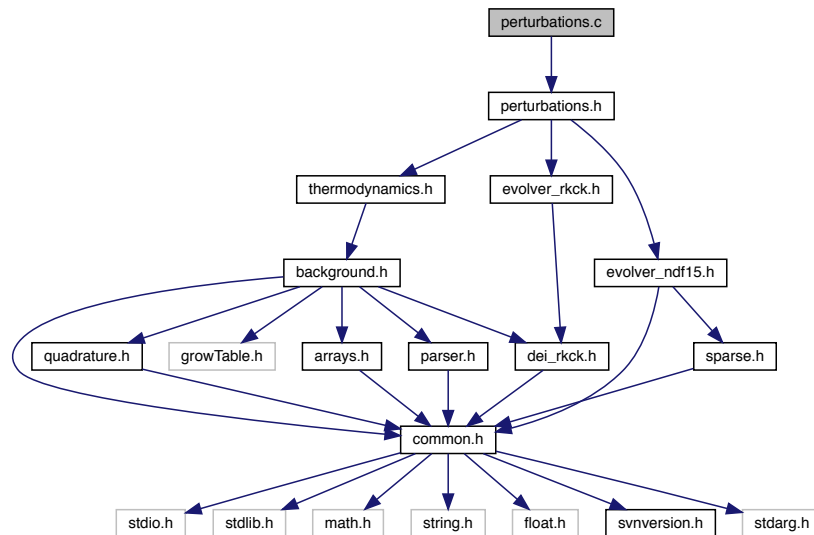 perturbations.c
perturbations.h
thermodynamics.h
evolver_rkck.h
background.h
evolver_ndf15.h
quadrature.h
growTable.h
arrays.h
parser.h
dei_rkck.h
sparse.h
common.h
stdio.h
stdlib.h
math.h
string.h
float.h
svnversion.h
stdarg.h